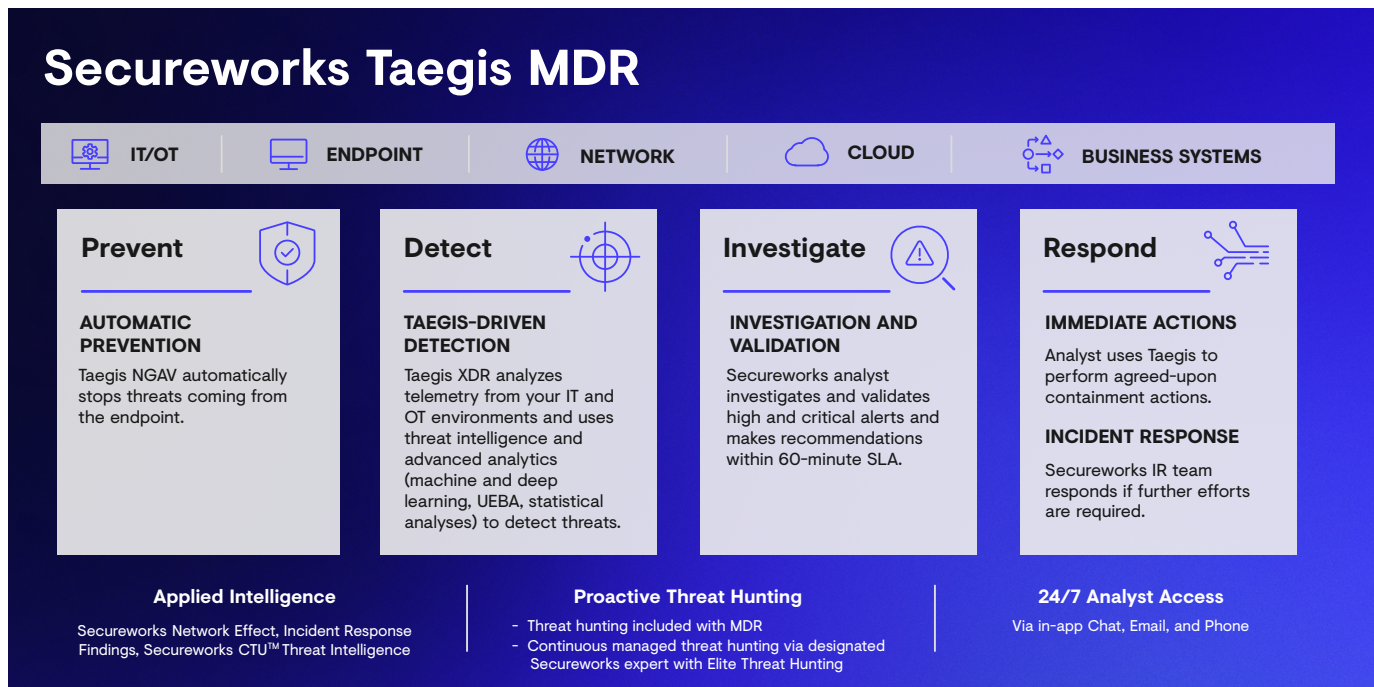 Secureworks Taegis MDR
IT/OT
ENDPOINT
NETWORK
CLOUD
BUSINESS SYSTEMS
Prevent
AUTOMATIC
PREVENTION
Taegis NGAV automatically
stops threats coming from
the endpoint.
Detect
TAEGIS-DRIVEN
DETECTION
Taegis XDR analyzes
telemetry from your IT and
OT environments and uses
threat intelligence and
advanced analytics
(machine and deep
learning, UEBA, statistical
analyses) to detect threats.
Investigate
INVESTIGATION AND
VALIDATION
Secureworks analyst
investigates and validates
high and critical alerts and
makes recommendations
within 60-minute SLA.
Respond
IMMEDIATE ACTIONS
Analyst uses Taegis to
perform agreed-upon
containment actions.
INCIDENT RESPONSE
Secureworks IR team
responds if further efforts
are required.
Applied Intelligence
Secureworks Network Effect, Incident Response
Findings, Secureworks CTU™ Threat Intelligence
Proactive Threat Hunting
- Threat hunting included with MDR
- Continuous managed threat hunting via designated
Secureworks expert with Elite Threat Hunting
24/7 Analyst Access
Via in-app Chat, Email, and Phone